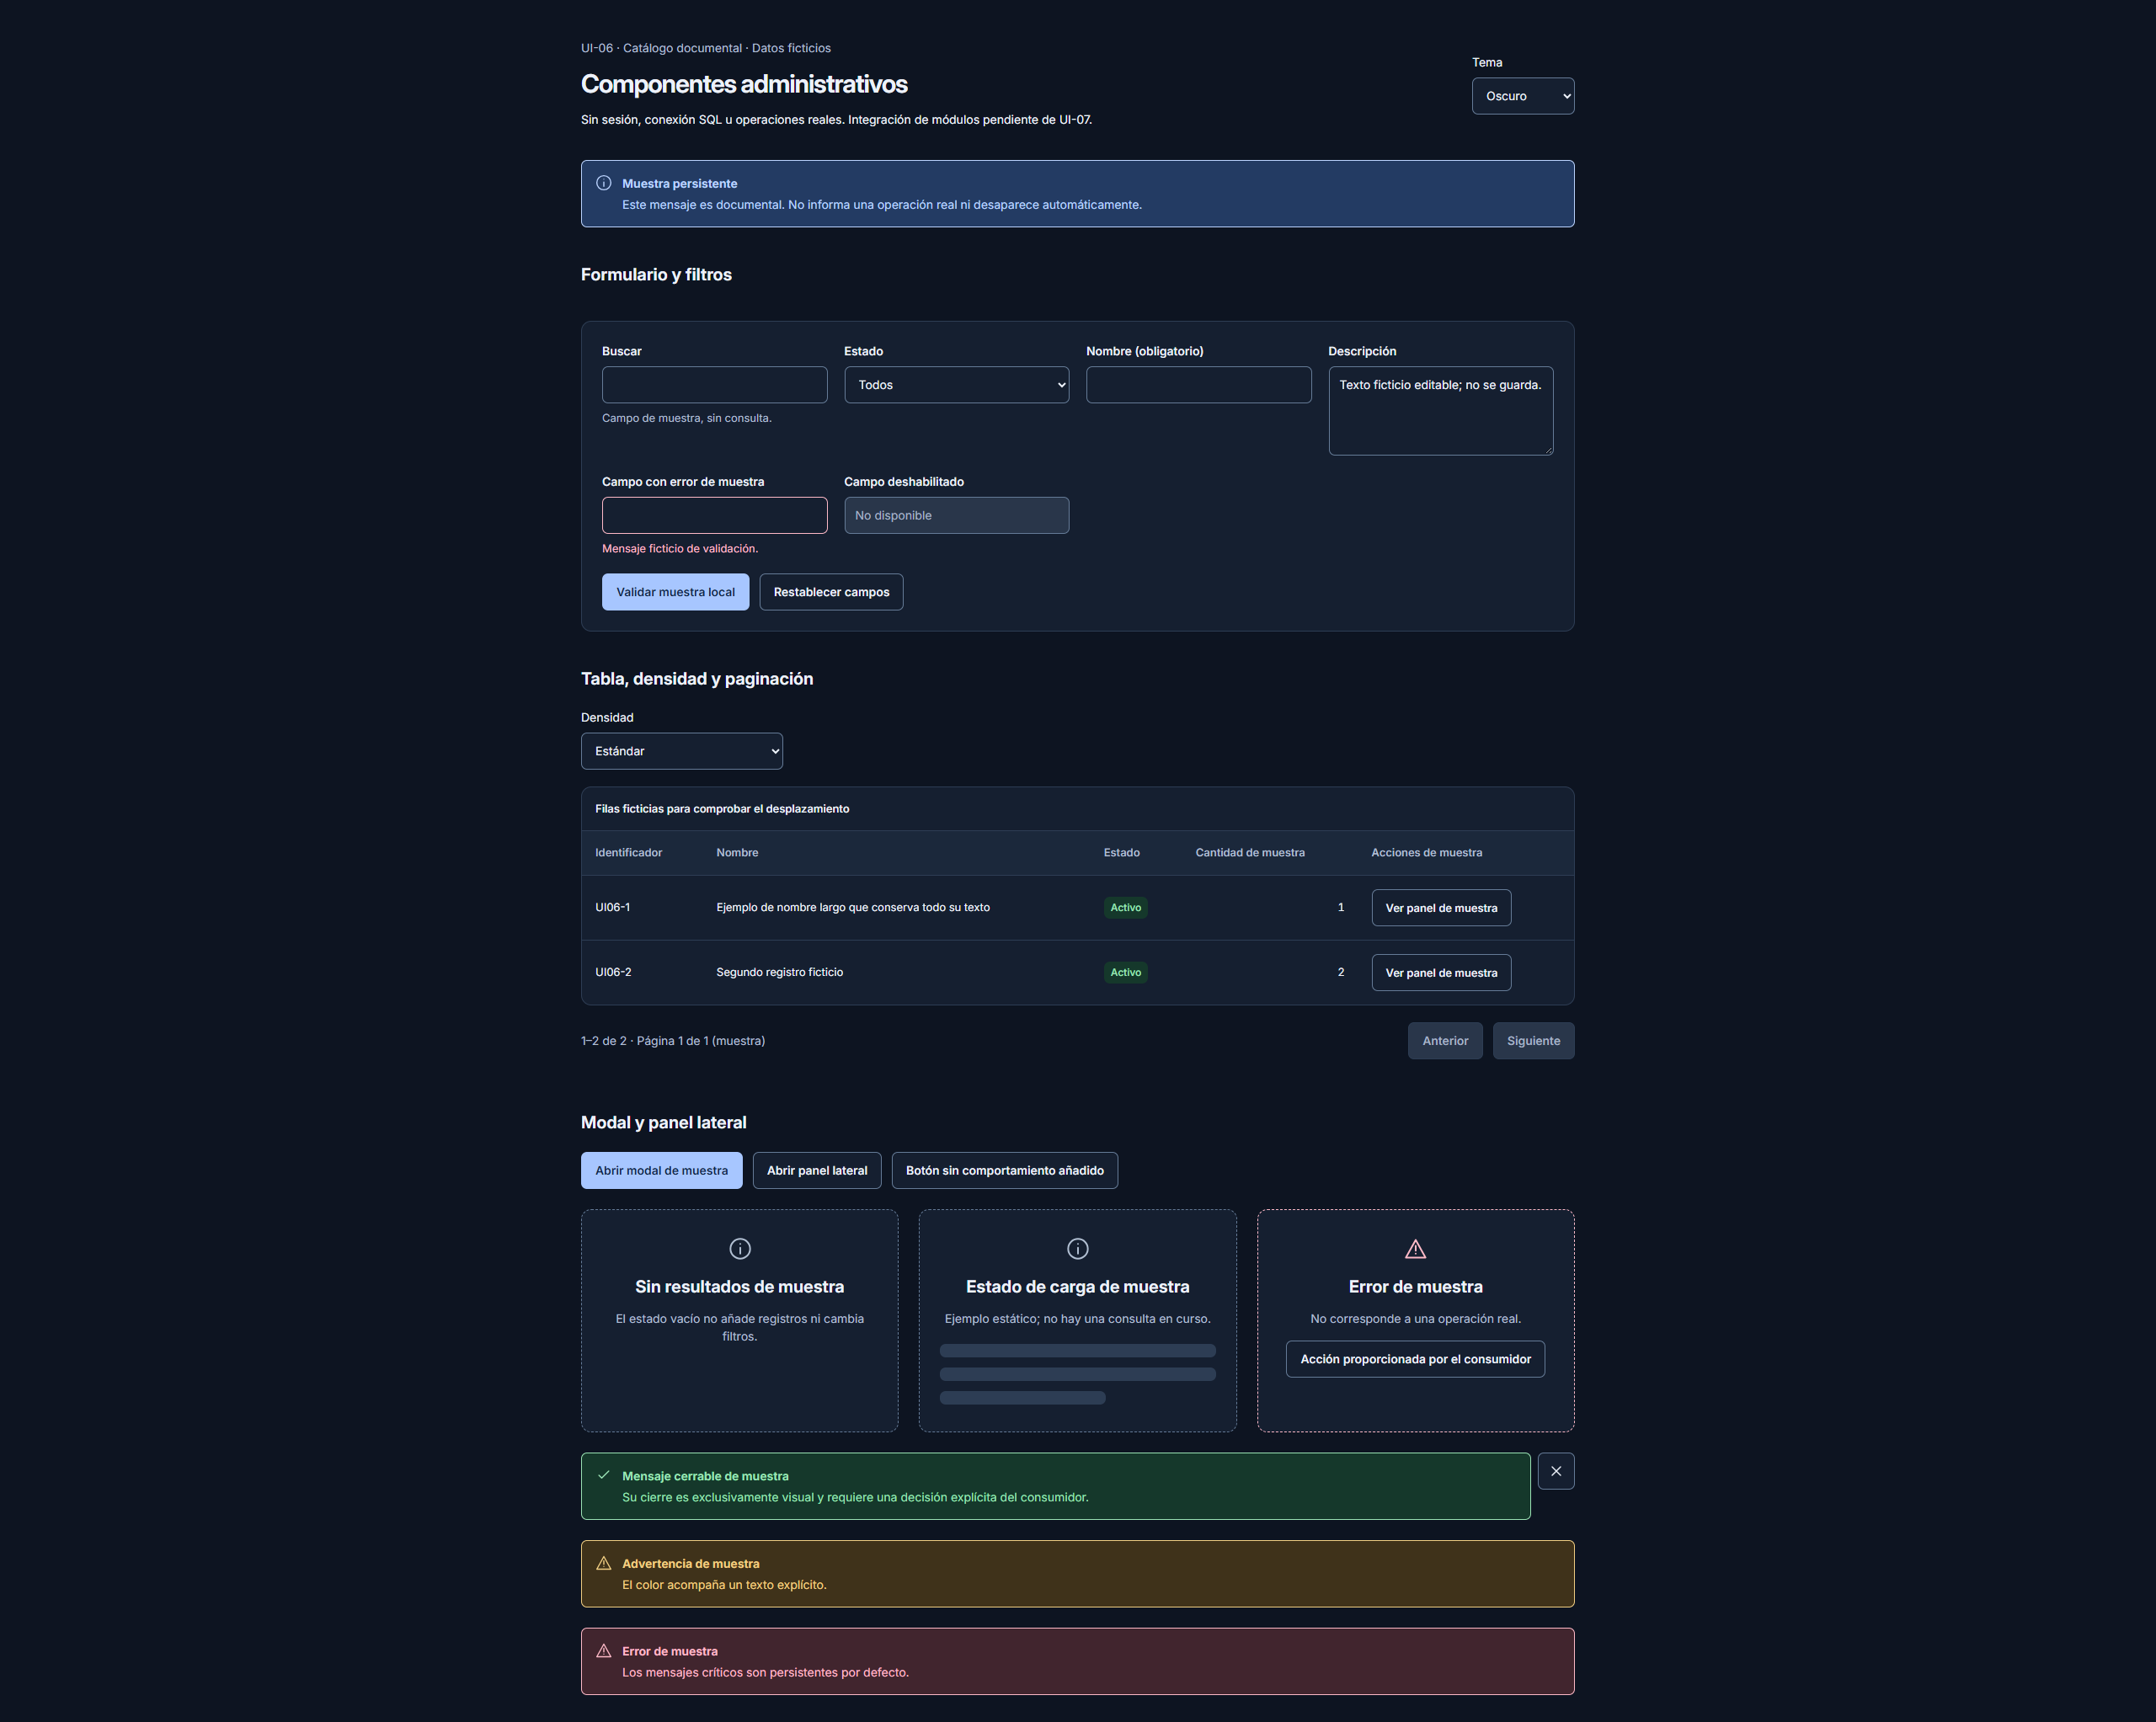 UI-06 · Catálogo documental · Datos ficticios
Componentes administrativos
Sin sesión, conexión SQL u operaciones reales. Integración de módulos pendiente de UI-07.
Tema
Oscuro
Muestra persistente
Este mensaje es documental. No informa una operación real ni desaparece automáticamente.
Formulario y filtros
Buscar
Campo de muestra, sin consulta.
Estado
Todos
Nombre (obligatorio)
Descripción
Texto ficticio editable; no se guarda.
Campo con error de muestra
Mensaje ficticio de validación.
Campo deshabilitado
No disponible
Validar muestra local
Restablecer campos
Tabla, densidad y paginación
Densidad
Estándar
Filas ficticias para comprobar el desplazamiento
Identificador Nombre Estado Cantidad de muestra Acciones de muestra
UI06-1 Ejemplo de nombre largo que conserva todo su texto Activo 1 Ver panel de muestra
UI06-2 Segundo registro ficticio Activo 2 Ver panel de muestra
1–2 de 2 · Página 1 de 1 (muestra)
Anterior
Siguiente
Modal y panel lateral
Abrir modal de muestra
Abrir panel lateral
Botón sin comportamiento añadido
Sin resultados de muestra
El estado vacío no añade registros ni cambia
filtros.
Estado de carga de muestra
Ejemplo estático; no hay una consulta en curso.
Error de muestra
No corresponde a una operación real.
Acción proporcionada por el consumidor
Mensaje cerrable de muestra
Su cierre es exclusivamente visual y requiere una decisión explícita del consumidor.
Advertencia de muestra
El color acompaña un texto explícito.
Error de muestra
Los mensajes críticos son persistentes por defecto.